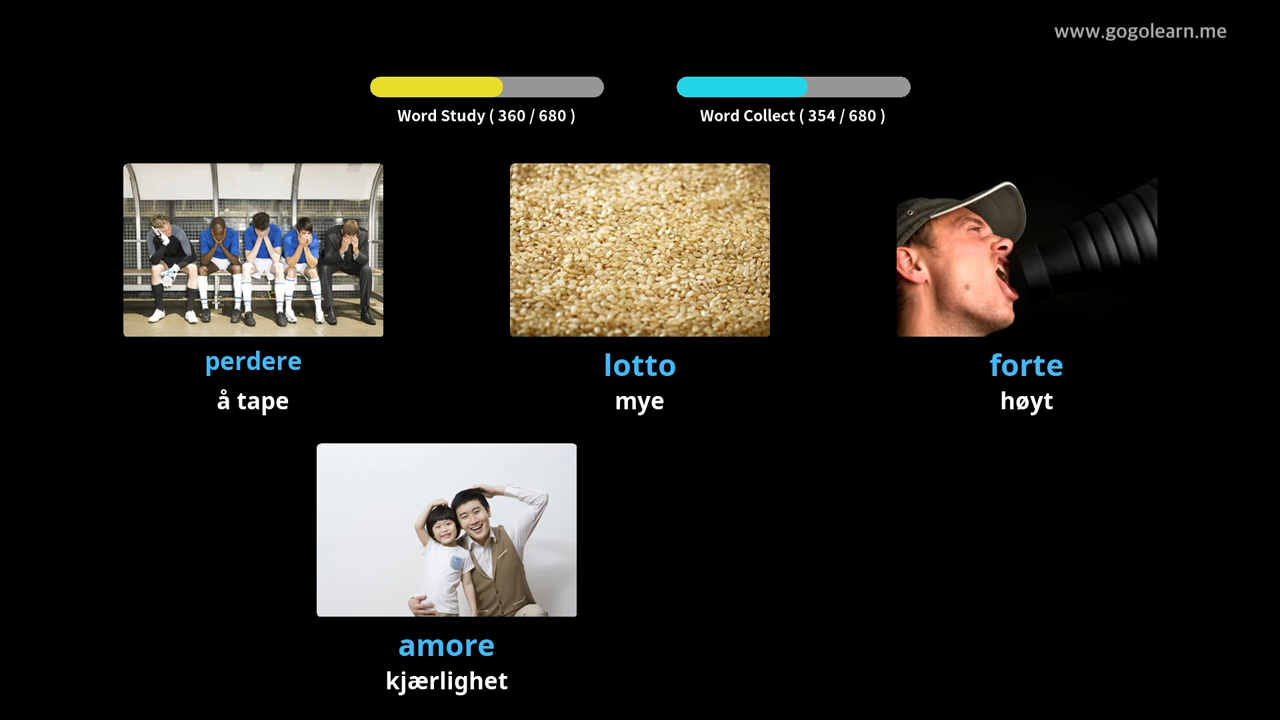 www.gogolearn.me
Word Study ( 360 / 680 )
Word Collect ( 354 / 680 )
perdere
å tape
lotto
mye
forte
høyt
amore
kjærlighet